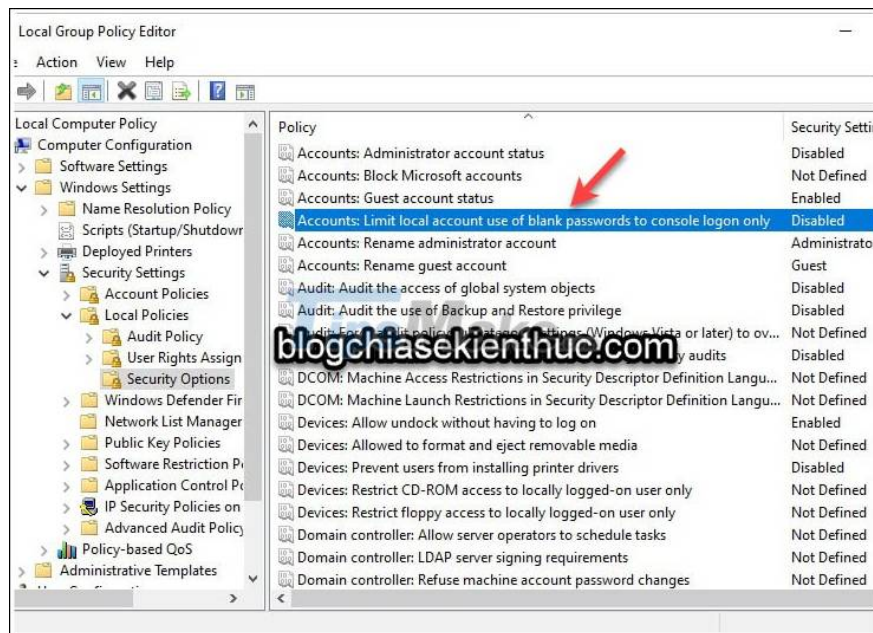 Local Group Policy Editor
Action View Help
Local Computer Policy
Computer Configuration
Software Settings
Windows Settings
Name Resolution Policy
Scripts (Startup/Shutdowr
Deployed Printers
Security Settings
Account Policies
Local Policies
Audit Policy
User Rights Assign
Security Options
Windows Defender Fir
Network List Manager
Public Key Policies
Software Restriction P
Application Control Po
IP Security Policies on
Advanced Audit Policy
Policy-based QoS
Administrative Templates
Policy Security Setti
Accounts: Administrator account status Disabled
Accounts: Block Microsoft accounts Not Defined
Accounts: Guest account status Enabled
Accounts: Limit local account use of blank passwords to console logon only Disabled
Accounts: Rename administrator account Administrato
Accounts: Rename guest account Guest
Audit: Audit the access of global system objects Disabled
Audit: Audit the use of Backup and Restore privilege Disabled
Audit: policy (Windows Vista or later) to ov... Not Defined
blogchiasekienthuc.com
audits Disabled
DCOM: Machine Access Restrictions in Security Descriptor Definition Langu... Not Defined
DCOM: Machine Launch Restrictions in Security Descriptor Definition Langu... Not Defined
Devices: Allow undock without having to log on Enabled
Devices: Allowed to format and eject removable media Not Defined
Devices: Prevent users from installing printer drivers Disabled
Devices: Restrict CD-ROM access to locally logged-on user only Not Defined
Devices: Restrict floppy access to locally logged-on user only Not Defined
Domain controller: Allow server operators to schedule tasks Not Defined
Domain controller: LDAP server signing requirements Not Defined
Domain controller: Refuse machine account password changes Not Defined